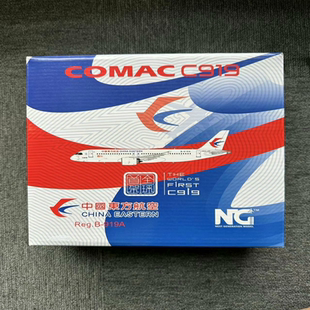 COMAC C919
THE
WORLD'S
FIRST
C919
中國東方航空
CHINA EASTERN
Reg.B-919A
NG